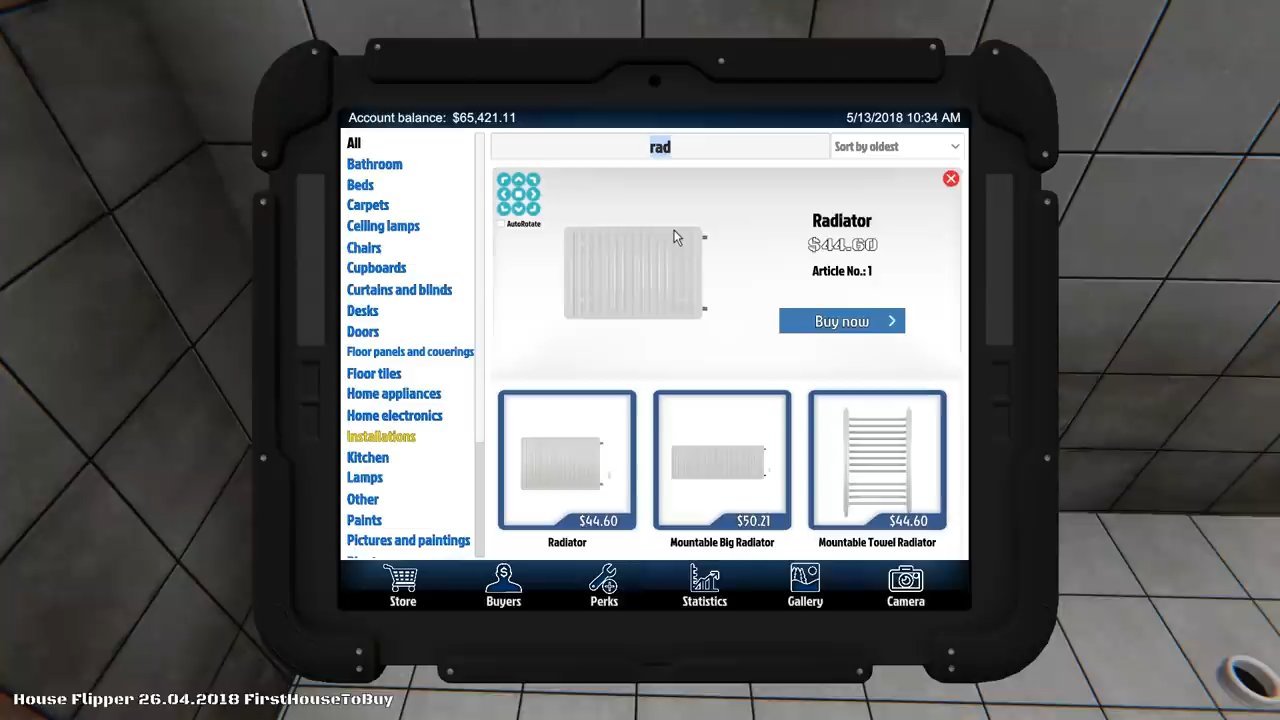 Account balance: $65,421.11
5/13/2018 10:34 AM
All
Bathroom
Beds
Carpets
Ceiling lamps
Chairs
Cupboards
Curtains and blinds
Desks
Doors
Floor panels and coverings
Floor tiles
Home appliances
Home electronics
Installations
Kitchen
Lamps
Other
Paints
Pictures and paintings
rad
Sort by oldest
AutoRotate
Radiator
$44.60
Article No.: 1
Buy now
$44.60
Radiator
$50.21
Mountable Big Radiator
$44.60
Mountable Towel Radiator
Store
Buyers
Perks
Statistics
Gallery
Camera
House Flipper 26.04.2018 FirstHouseToBuy